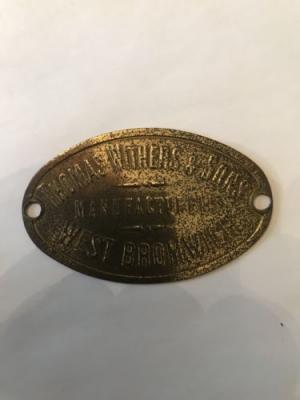 THOMAS WITHERS & SONS
MANUFACTURERS
WEST BROMWICH